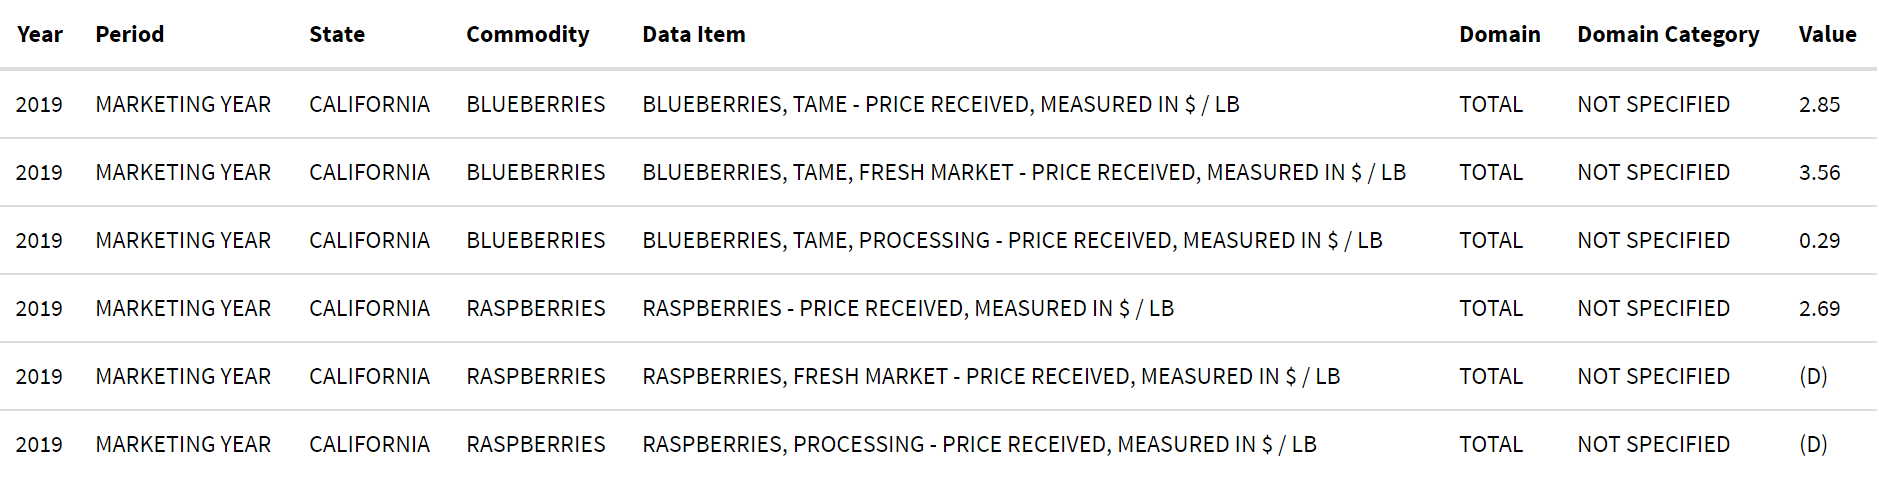 Year Period State Commodity Data Item Domain Domain Category Value
2019 MARKETING YEAR CALIFORNIA BLUEBERRIES BLUEBERRIES, TAME - PRICE RECEIVED, MEASURED IN $ / LB TOTAL NOT SPECIFIED 2.85
2019 MARKETING YEAR CALIFORNIA BLUEBERRIES BLUEBERRIES, TAME, FRESH MARKET - PRICE RECEIVED, MEASURED IN $ / LB TOTAL NOT SPECIFIED 3.56
2019 MARKETING YEAR CALIFORNIA BLUEBERRIES BLUEBERRIES, TAME, PROCESSING - PRICE RECEIVED, MEASURED IN $ / LB TOTAL NOT SPECIFIED 0.29
2019 MARKETING YEAR CALIFORNIA RASPBERRIES RASPBERRIES - PRICE RECEIVED, MEASURED IN $ / LB TOTAL NOT SPECIFIED 2.69
2019 MARKETING YEAR CALIFORNIA RASPBERRIES RASPBERRIES, FRESH MARKET - PRICE RECEIVED, MEASURED IN $ / LB TOTAL NOT SPECIFIED (D)
2019 MARKETING YEAR CALIFORNIA RASPBERRIES RASPBERRIES, PROCESSING - PRICE RECEIVED, MEASURED IN $ / LB TOTAL NOT SPECIFIED (D)